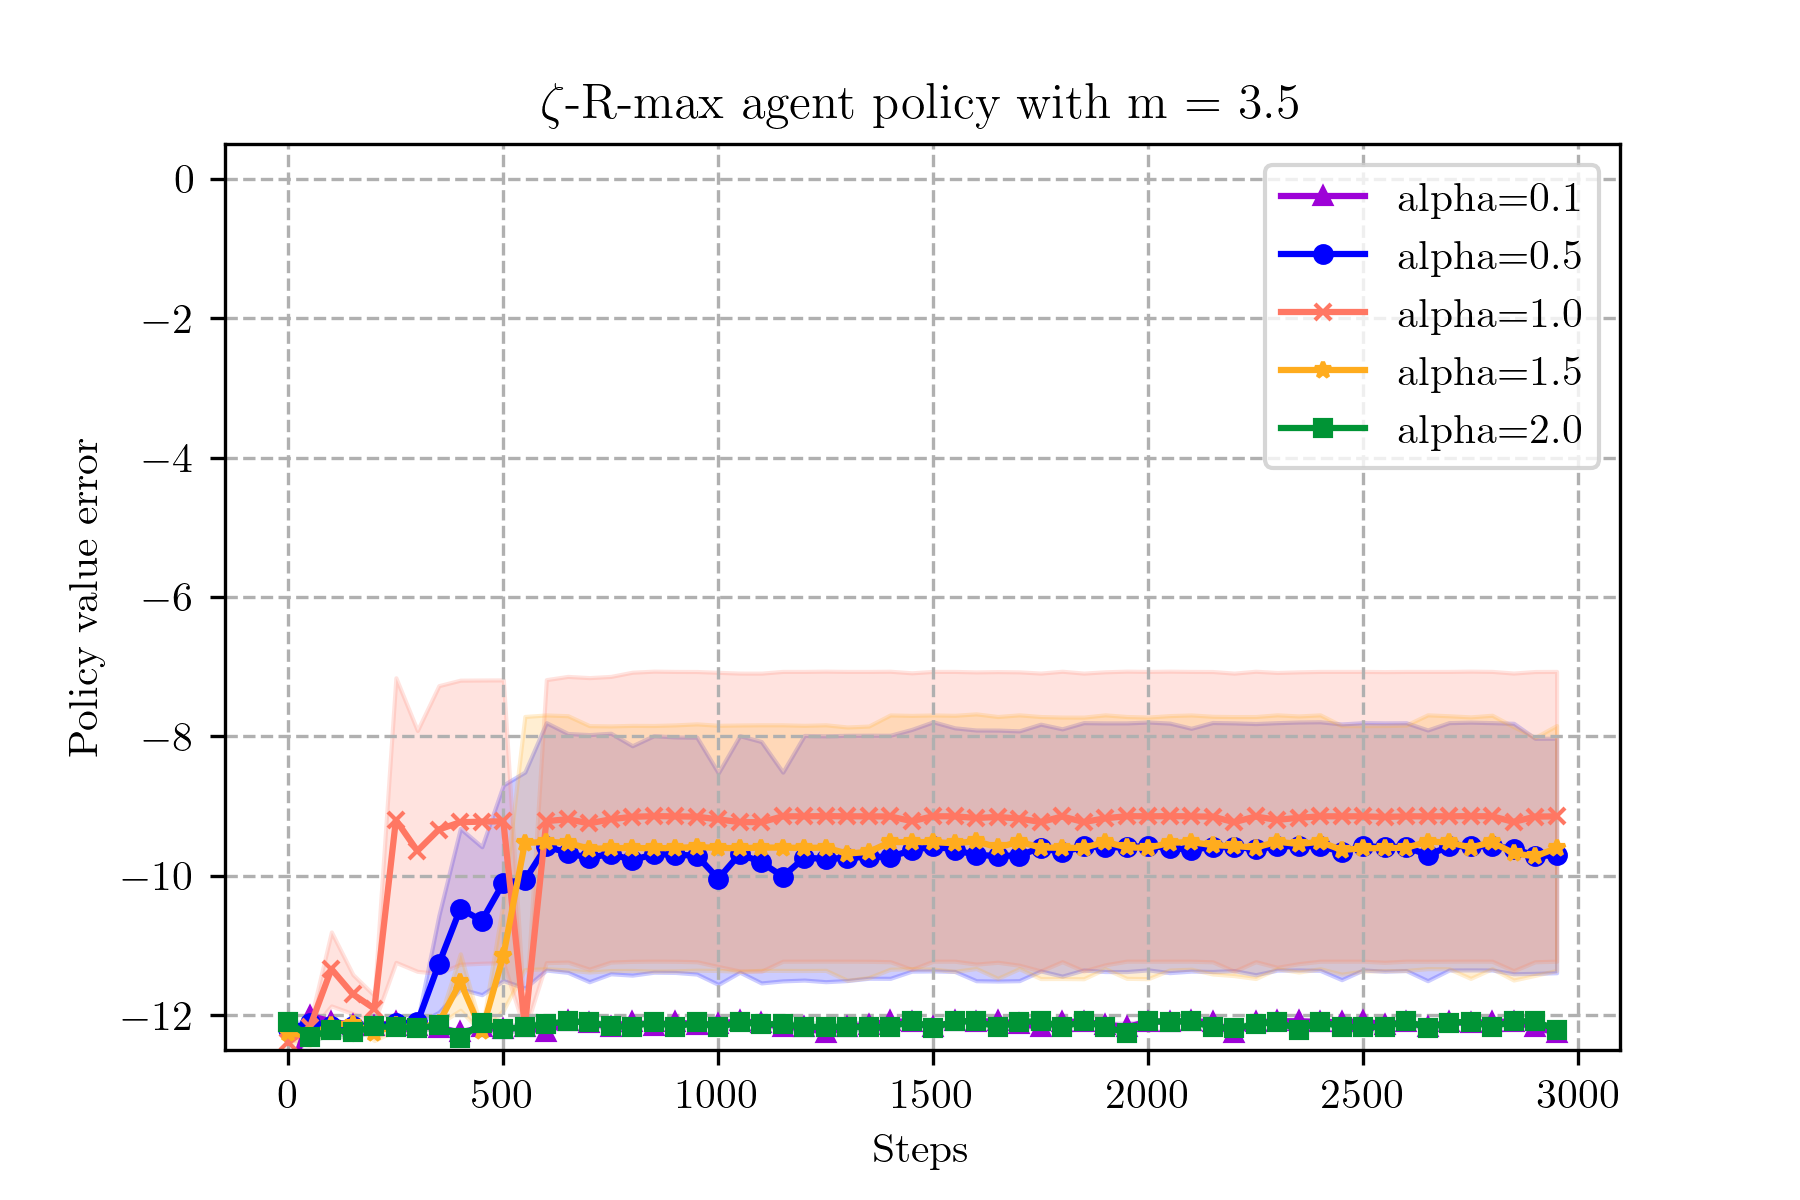 ζ-R-max agent policy with m = 3.5
Policy value error
0
−2
−4
−6
−8
−10
−12
alpha=0.1
alpha=0.5
alpha=1.0
alpha=1.5
alpha=2.0
0 500 1000 1500 2000 2500 3000
Steps